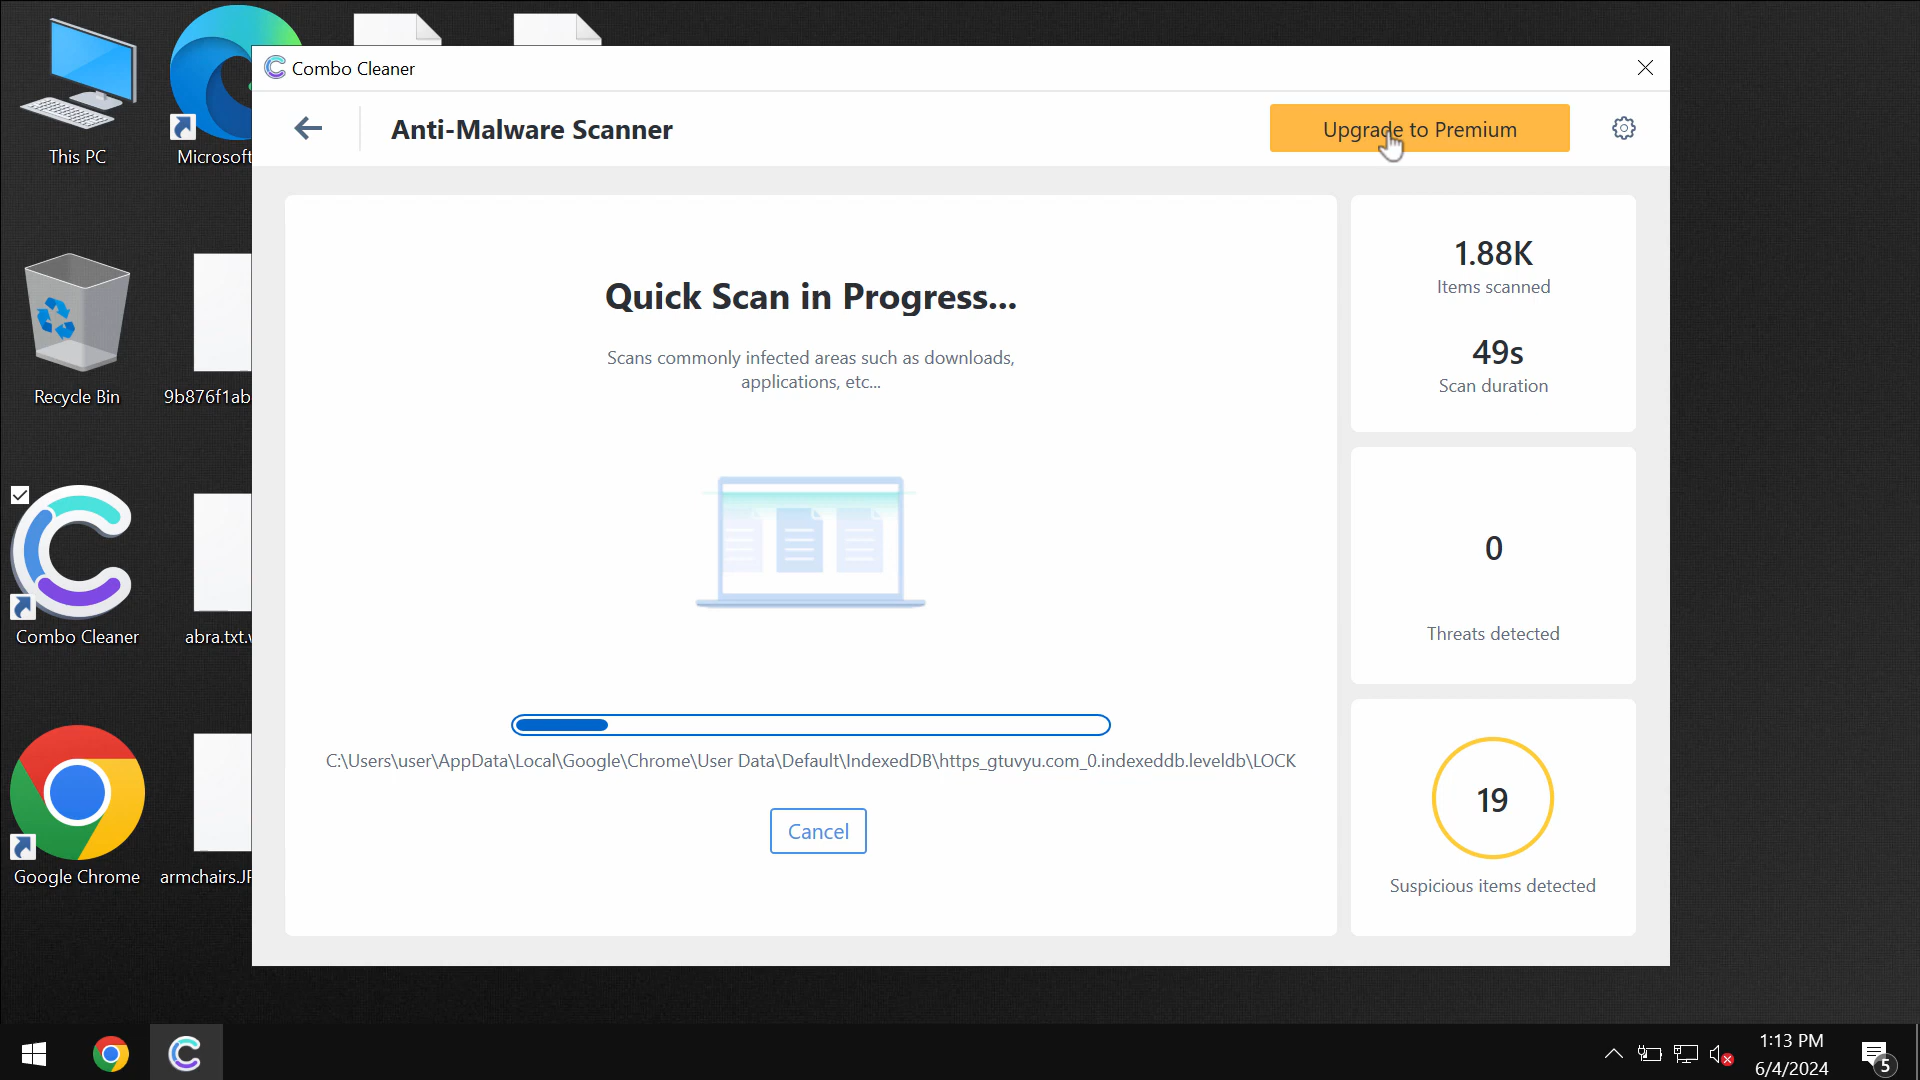 Combo Cleaner
Anti-Malware Scanner
Upgrade to Premium
Quick Scan in Progress...
Scans commonly infected areas such as downloads,
applications, etc...
C:\Users\user\AppData\Local\Google\Chrome\User Data\Default\IndexedDB\https_gtuvyu.com_0.indexeddb.leveldb\LOCK
Cancel
1.88K
Items scanned
49s
Scan duration
0
Threats detected
19
Suspicious items detected
This PC
Microsoft
Recycle Bin
9b876f1ab
Combo Cleaner
abra.txt.
Google Chrome
armchairs.JP
1:13 PM
6/4/2024
5